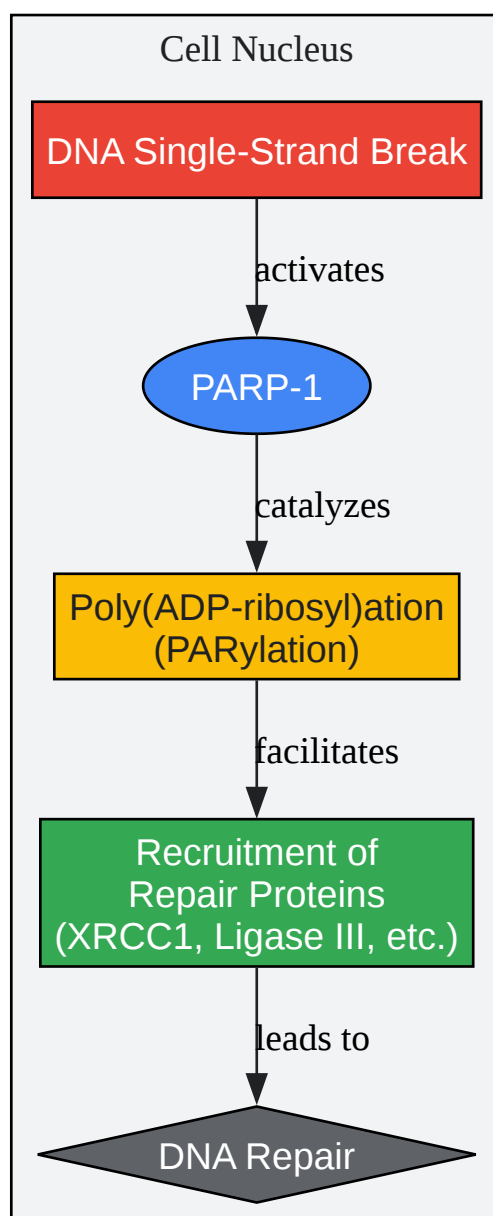 Cell Nucleus
DNA Single-Strand Break
activates
PARP-1
catalyzes
Poly(ADP-ribosyl)ation
(PARylation)
facilitates
Recruitment of
Repair Proteins
(XRCC1, Ligase III, etc.)
leads to
DNA Repair